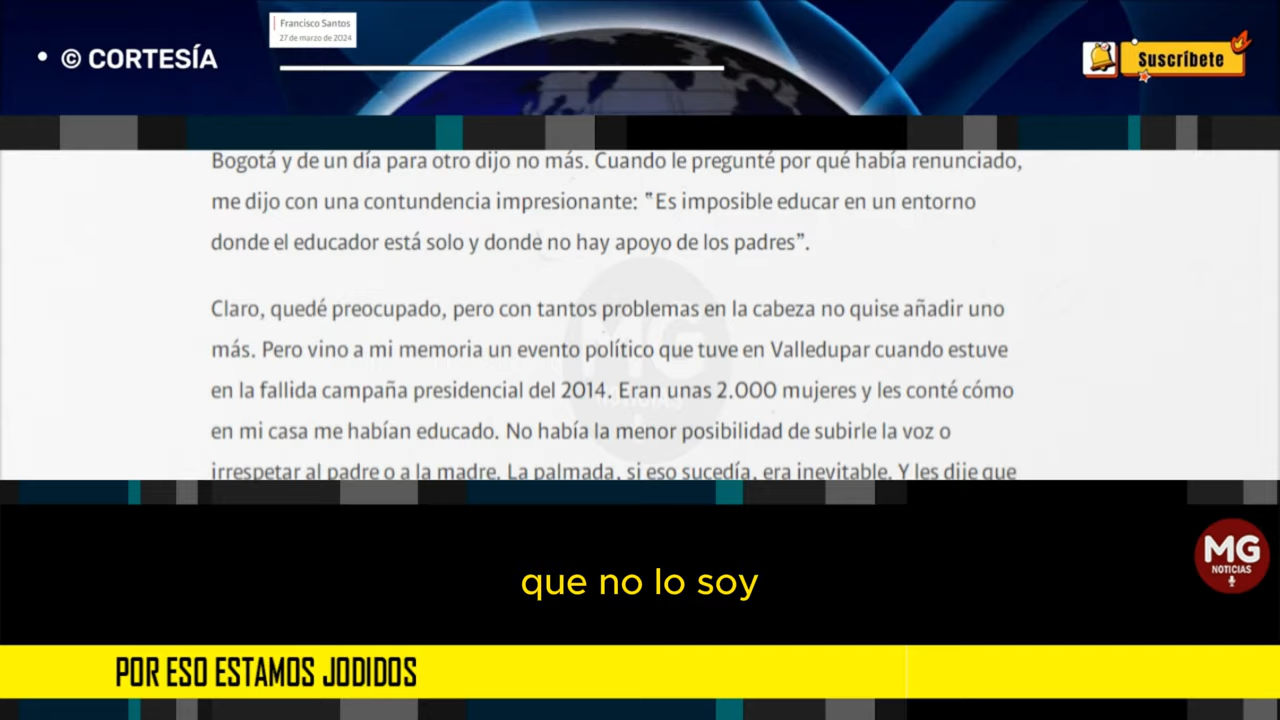 Francisco Santos
27 de marzo de 2024
• © CORTESÍA
Suscríbete
Bogotá y de un día para otro dijo no más. Cuando le pregunté por qué había renunciado,
me dijo con una contundencia impresionante: “Es imposible educar en un entorno
donde el educador está solo y donde no hay apoyo de los padres”.
Claro, quedé preocupado, pero con tantos problemas en la cabeza no quise añadir uno
más. Pero vino a mi memoria un evento político que tuve en Valledupar cuando estuve
en la fallida campaña presidencial del 2014. Eran unas 2.000 mujeres y les conté cómo
en mi casa me habían educado. No había la menor posibilidad de subirle la voz o
irrespetar al padre o a la madre. La palmada, si eso sucedía, era inevitable. Y les dije que
MG
NOTICIAS
que no lo soy
POR ESO ESTAMOS JODIDOS